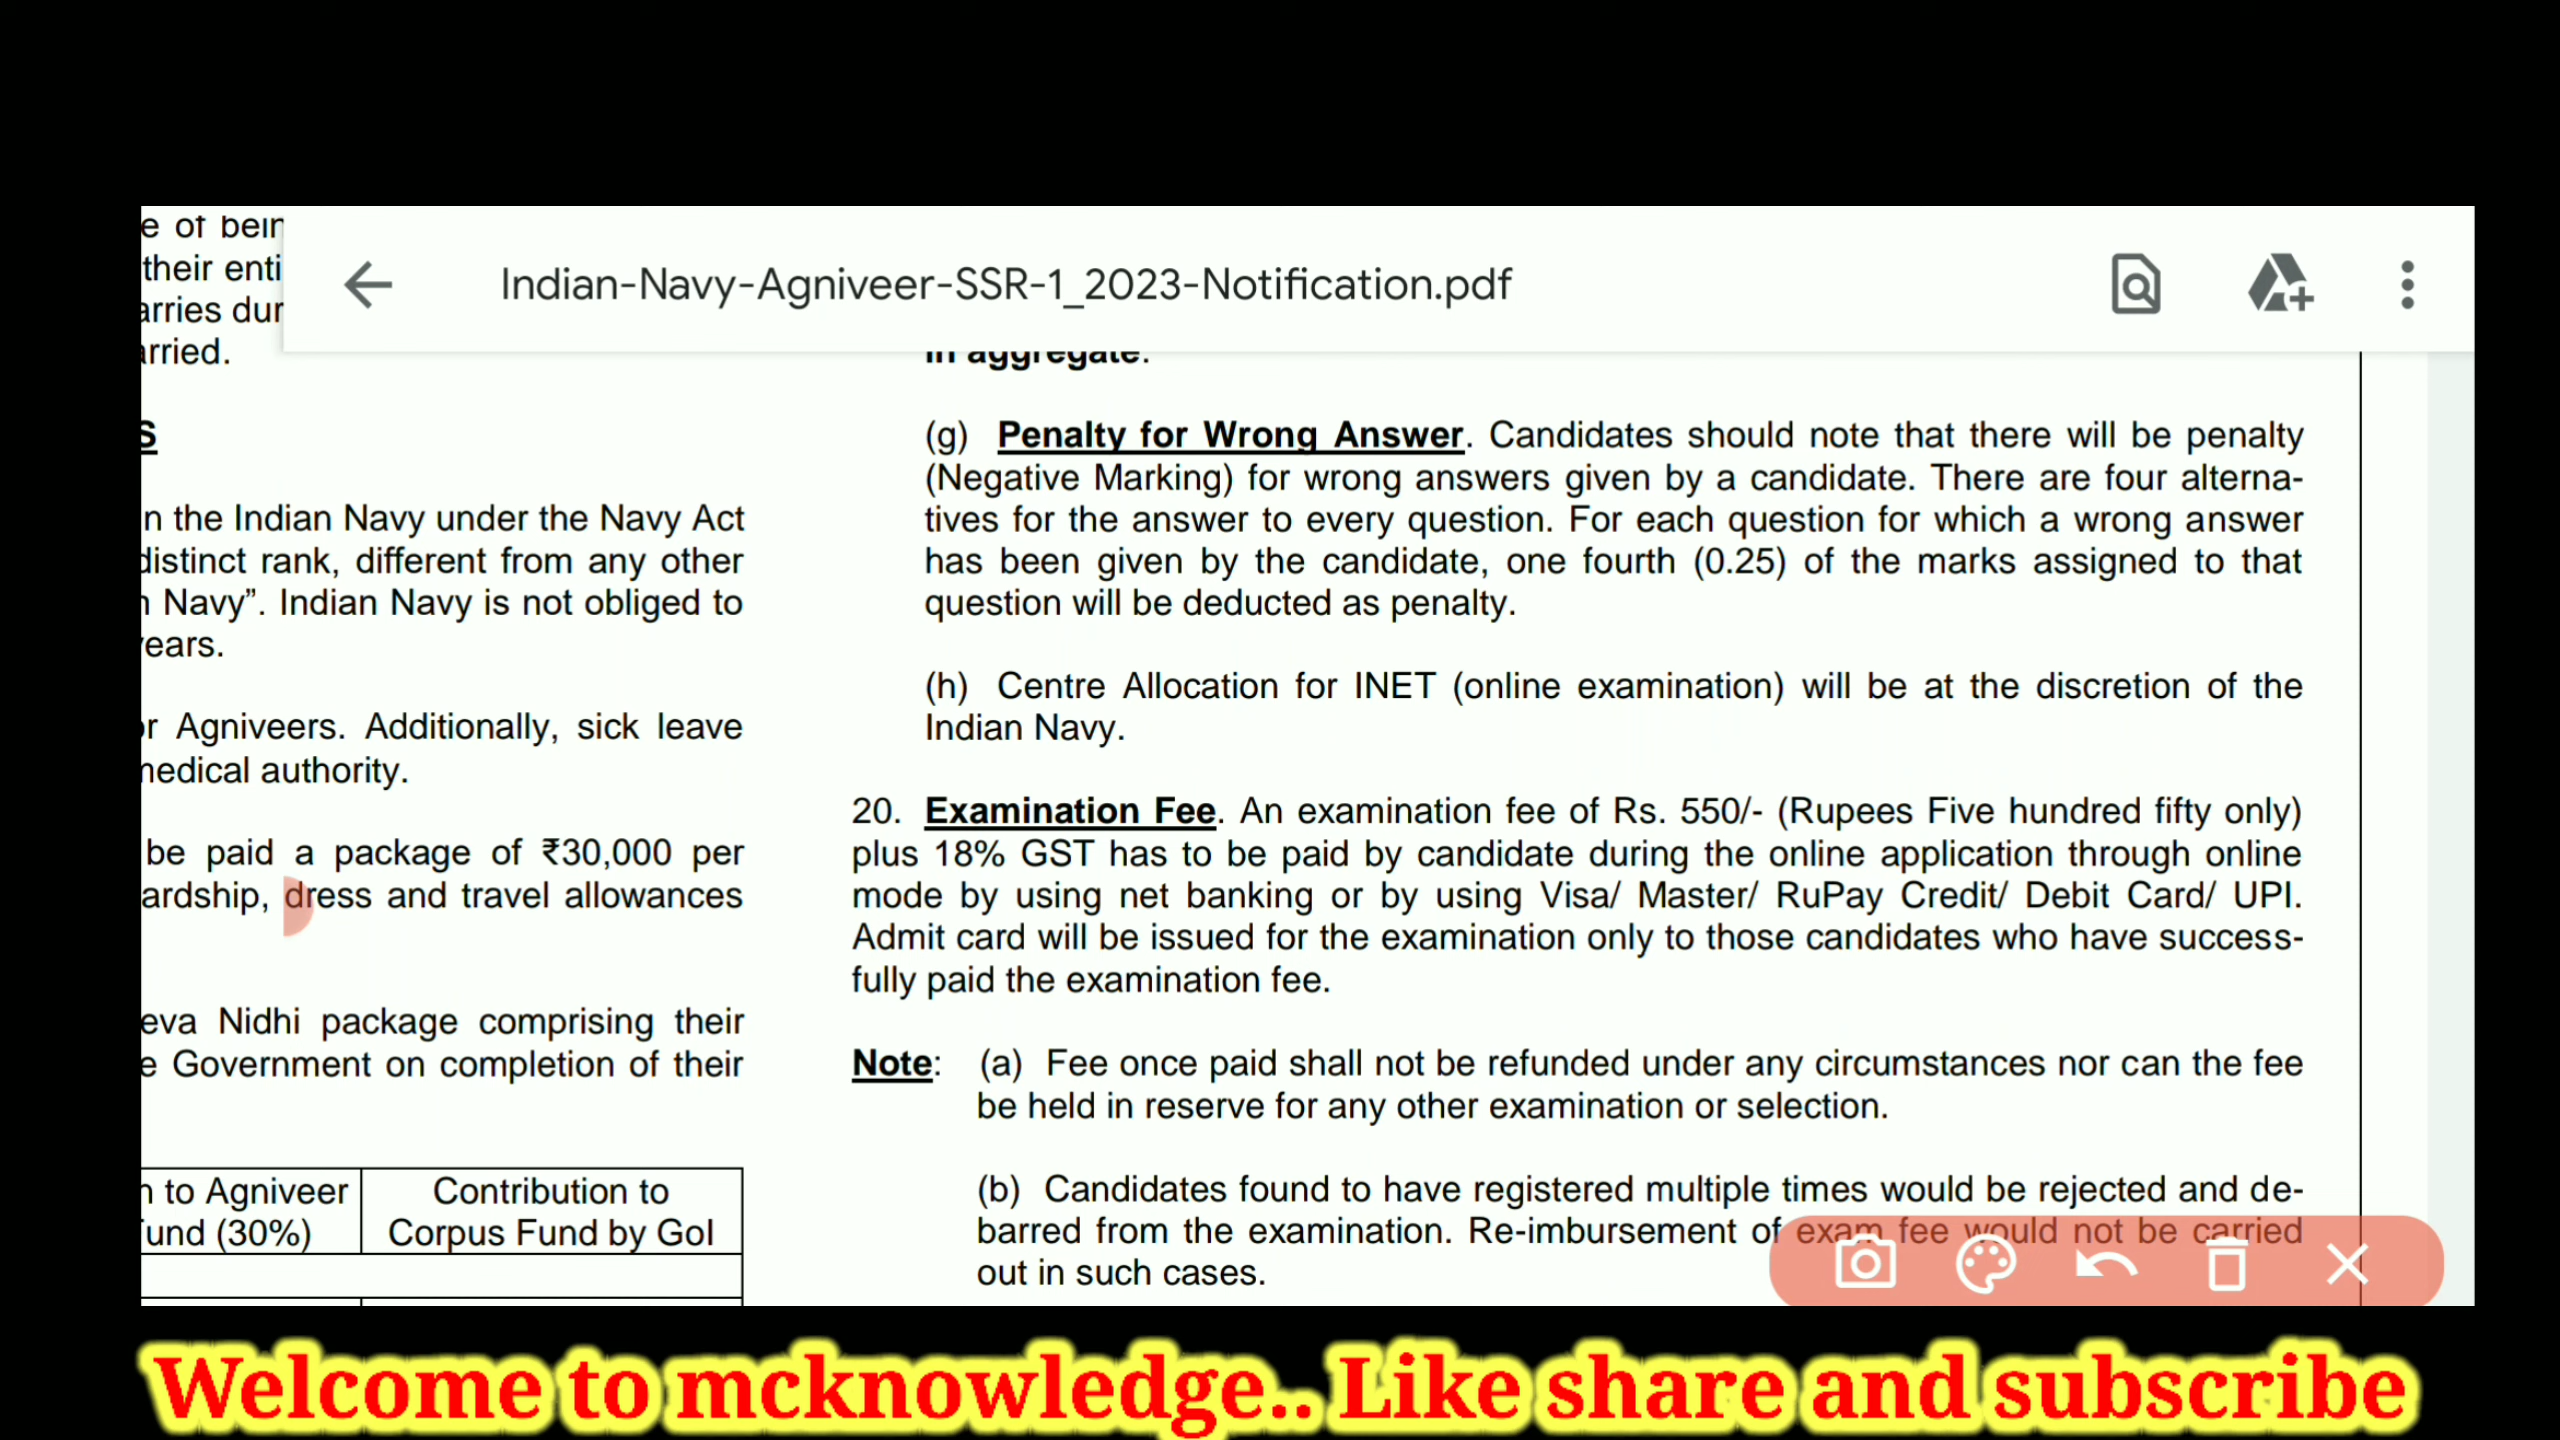 Indian-Navy-Agniveer-SSR-1_2023-Notification.pdf
e of bein
their enti
arries dur
arried.
S
n the Indian Navy under the Navy Act
distinct rank, different from any other
n Navy”. Indian Navy is not obliged to
years.
or Agniveers. Additionally, sick leave
medical authority.
be paid a package of ₹30,000 per
ardship, dress and travel allowances
eva Nidhi package comprising their
e Government on completion of their
n to Agniveer
Fund (30%)
Contribution to
Corpus Fund by GoI
in aggregate.
(g) Penalty for Wrong Answer. Candidates should note that there will be penalty
(Negative Marking) for wrong answers given by a candidate. There are four alterna-
tives for the answer to every question. For each question for which a wrong answer
has been given by the candidate, one fourth (0.25) of the marks assigned to that
question will be deducted as penalty.
(h) Centre Allocation for INET (online examination) will be at the discretion of the
Indian Navy.
20. Examination Fee. An examination fee of Rs. 550/- (Rupees Five hundred fifty only)
plus 18% GST has to be paid by candidate during the online application through online
mode by using net banking or by using Visa/ Master/ RuPay Credit/ Debit Card/ UPI.
Admit card will be issued for the examination only to those candidates who have success-
fully paid the examination fee.
Note: (a) Fee once paid shall not be refunded under any circumstances nor can the fee
be held in reserve for any other examination or selection.
(b) Candidates found to have registered multiple times would be rejected and de-
barred from the examination. Re-imbursement of exam fee would not be carried
out in such cases.
Welcome to mcknowledge.. Like share and subscribe